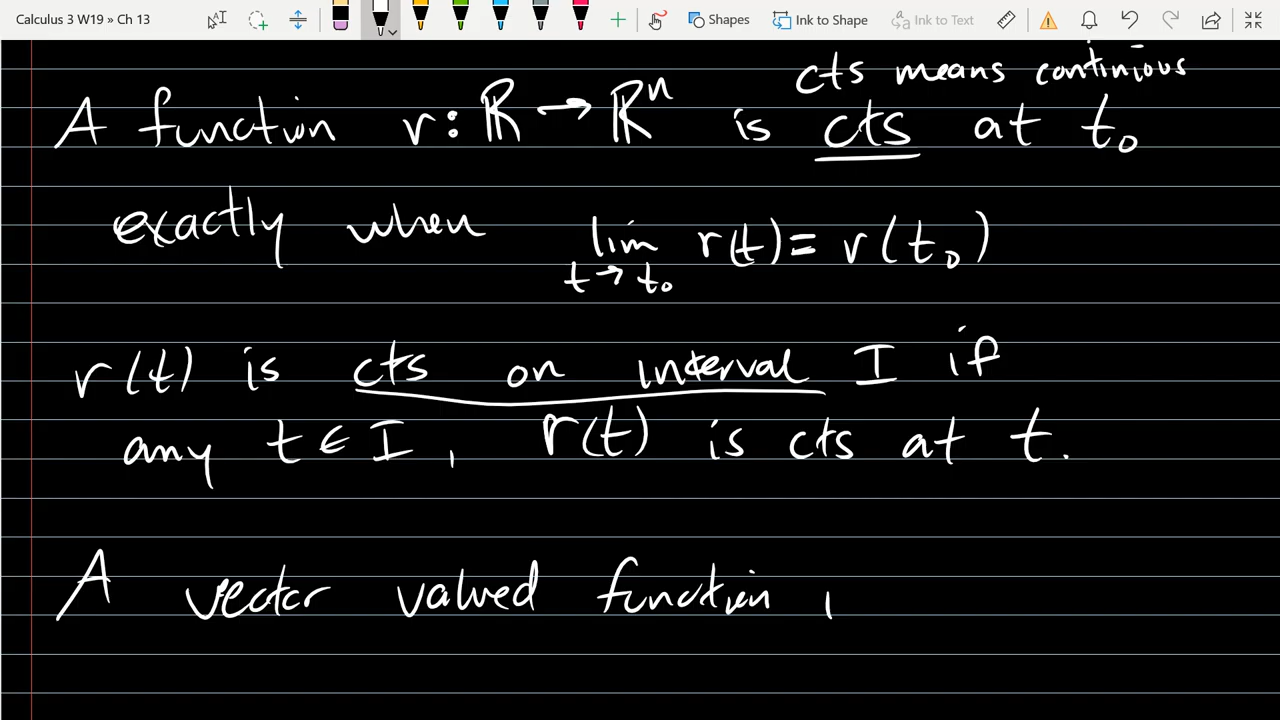 Calculus 3 W19 » Ch 13
Shapes
Ink to Shape
Ink to Text
cts means continious
A function r: ℝ → ℝⁿ is cts at t₀
exactly when lim t→t₀ r(t) = r(t₀)
r(t) is cts on interval I if
any t ∈ I, r(t) is cts at t.
A vector valued function